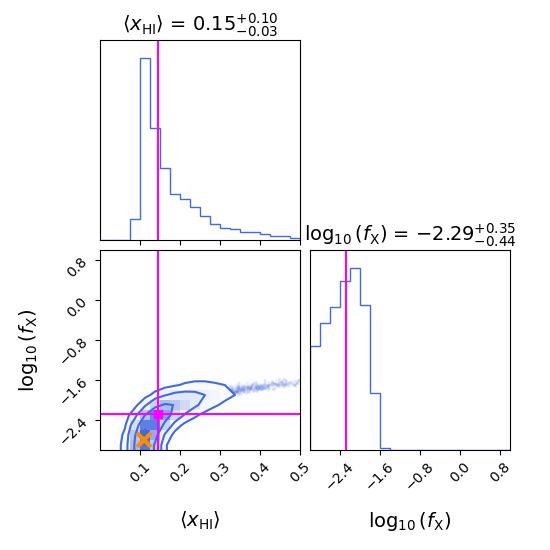 ⟨x_HI⟩ = 0.15^{+0.10}_{−0.03}
log₁₀ (f_X) = −2.29^{+0.35}_{−0.44}
log₁₀ (f_X)
0.8
0.0
−0.8
−1.6
−2.4
0.1 0.2 0.3 0.4 0.5
−2.4 −1.6 −0.8 0.0 0.8
⟨x_HI⟩
log₁₀ (f_X)